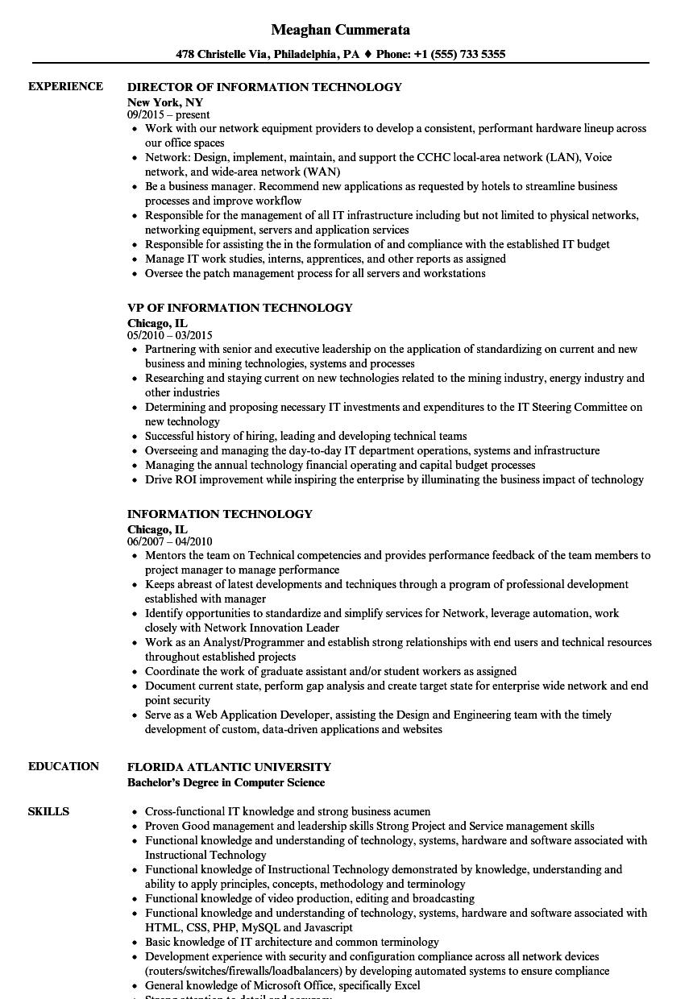 Meaghan Cummerata
478 Christelle Via, Philadelphia, PA ♦ Phone: +1 (555) 733 5355
EXPERIENCE
DIRECTOR OF INFORMATION TECHNOLOGY
New York, NY
09/2015 – present
• Work with our network equipment providers to develop a consistent, performant hardware lineup across
our office spaces
• Network: Design, implement, maintain, and support the CCHC local-area network (LAN), Voice
network, and wide-area network (WAN)
• Be a business manager. Recommend new applications as requested by hotels to streamline business
processes and improve workflow
• Responsible for the management of all IT infrastructure including but not limited to physical networks,
networking equipment, servers and application services
• Responsible for assisting the in the formulation of and compliance with the established IT budget
• Manage IT work studies, interns, apprentices, and other reports as assigned
• Oversee the patch management process for all servers and workstations
VP OF INFORMATION TECHNOLOGY
Chicago, IL
05/2010 – 03/2015
• Partnering with senior and executive leadership on the application of standardizing on current and new
business and mining technologies, systems and processes
• Researching and staying current on new technologies related to the mining industry, energy industry and
other industries
• Determining and proposing necessary IT investments and expenditures to the IT Steering Committee on
new technology
• Successful history of hiring, leading and developing technical teams
• Overseeing and managing the day-to-day IT department operations, systems and infrastructure
• Managing the annual technology financial operating and capital budget processes
• Drive ROI improvement while inspiring the enterprise by illuminating the business impact of technology
INFORMATION TECHNOLOGY
Chicago, IL
06/2007 – 04/2010
• Mentors the team on Technical competencies and provides performance feedback of the team members to
project manager to manage performance
• Keeps abreast of latest developments and techniques through a program of professional development
established with manager
• Identify opportunities to standardize and simplify services for Network, leverage automation, work
closely with Network Innovation Leader
• Work as an Analyst/Programmer and establish strong relationships with end users and technical resources
throughout established projects
• Coordinate the work of graduate assistant and/or student workers as assigned
• Document current state, perform gap analysis and create target state for enterprise wide network and end
point security
• Serve as a Web Application Developer, assisting the Design and Engineering team with the timely
development of custom, data-driven applications and websites
EDUCATION
FLORIDA ATLANTIC UNIVERSITY
Bachelor's Degree in Computer Science
SKILLS
• Cross-functional IT knowledge and strong business acumen
• Proven Good management and leadership skills Strong Project and Service management skills
• Functional knowledge and understanding of technology, systems, hardware and software associated with
Instructional Technology
• Functional knowledge of Instructional Technology demonstrated by knowledge, understanding and
ability to apply principles, concepts, methodology and terminology
• Functional knowledge of video production, editing and broadcasting
• Functional knowledge and understanding of technology, systems, hardware and software associated with
HTML, CSS, PHP, MySQL and Javascript
• Basic knowledge of IT architecture and common terminology
• Development experience with security and configuration compliance across all network devices
(routers/switches/firewalls/loadbalancers) by developing automated systems to ensure compliance
• General knowledge of Microsoft Office, specifically Excel